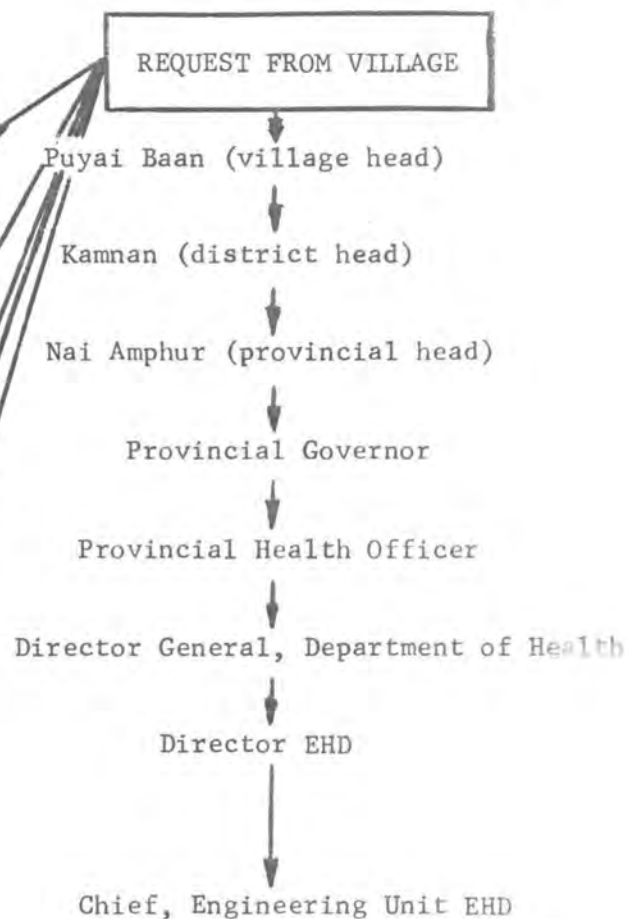 REQUEST FROM VILLAGE
Puyai Baan (village head)
Kamnan (district head)
Nai Amphur (provincial head)
Provincial Governor
Provincial Health Officer
Director General, Department of Health
Director EHD
Chief, Engineering Unit EHD